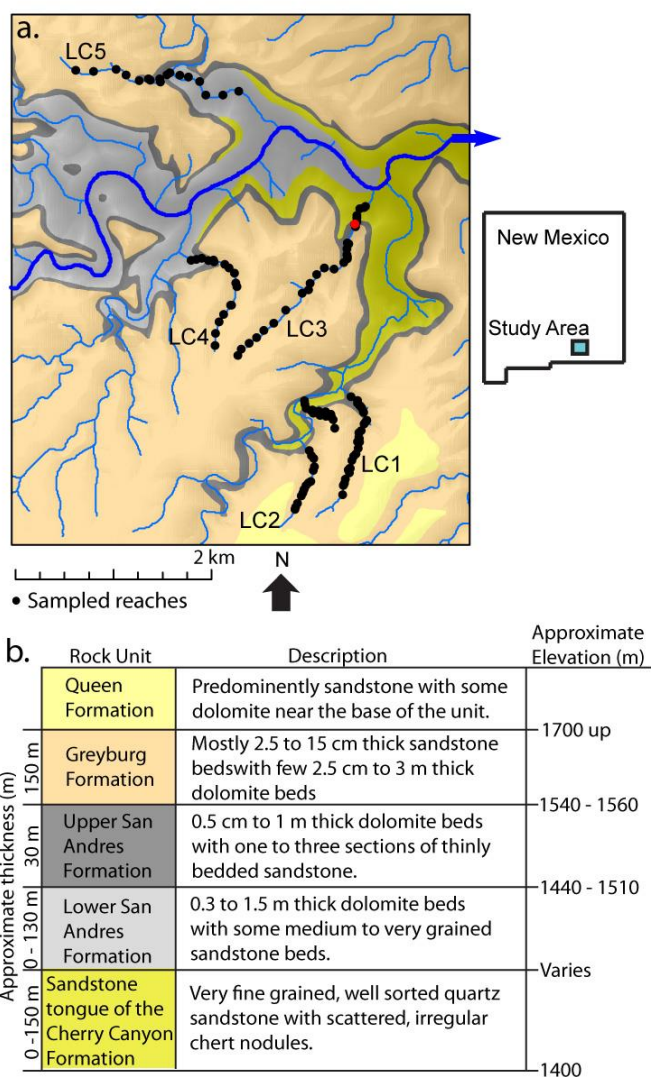 a.
LC5
LC4
LC3
LC1
LC2
New Mexico
Study Area
2 km
N
• Sampled reaches
b.
Rock Unit
Description
Approximate
Elevation (m)
Approximate thickness (m)
Queen
Formation
Predominently sandstone with some
dolomite near the base of the unit.
1700 up
150 m
Greyburg
Formation
Mostly 2.5 to 15 cm thick sandstone
bedswith few 2.5 cm to 3 m thick
dolomite beds
1540 - 1560
30 m
Upper San
Andres
Formation
0.5 cm to 1 m thick dolomite beds
with one to three sections of thinly
bedded sandstone.
1440 - 1510
0 - 130 m
Lower San
Andres
Formation
0.3 to 1.5 m thick dolomite beds
with some medium to very grained
sandstone beds.
Varies
0 -150 m
Sandstone
tongue of the
Cherry Canyon
Formation
Very fine grained, well sorted quartz
sandstone with scattered, irregular
chert nodules.
1400